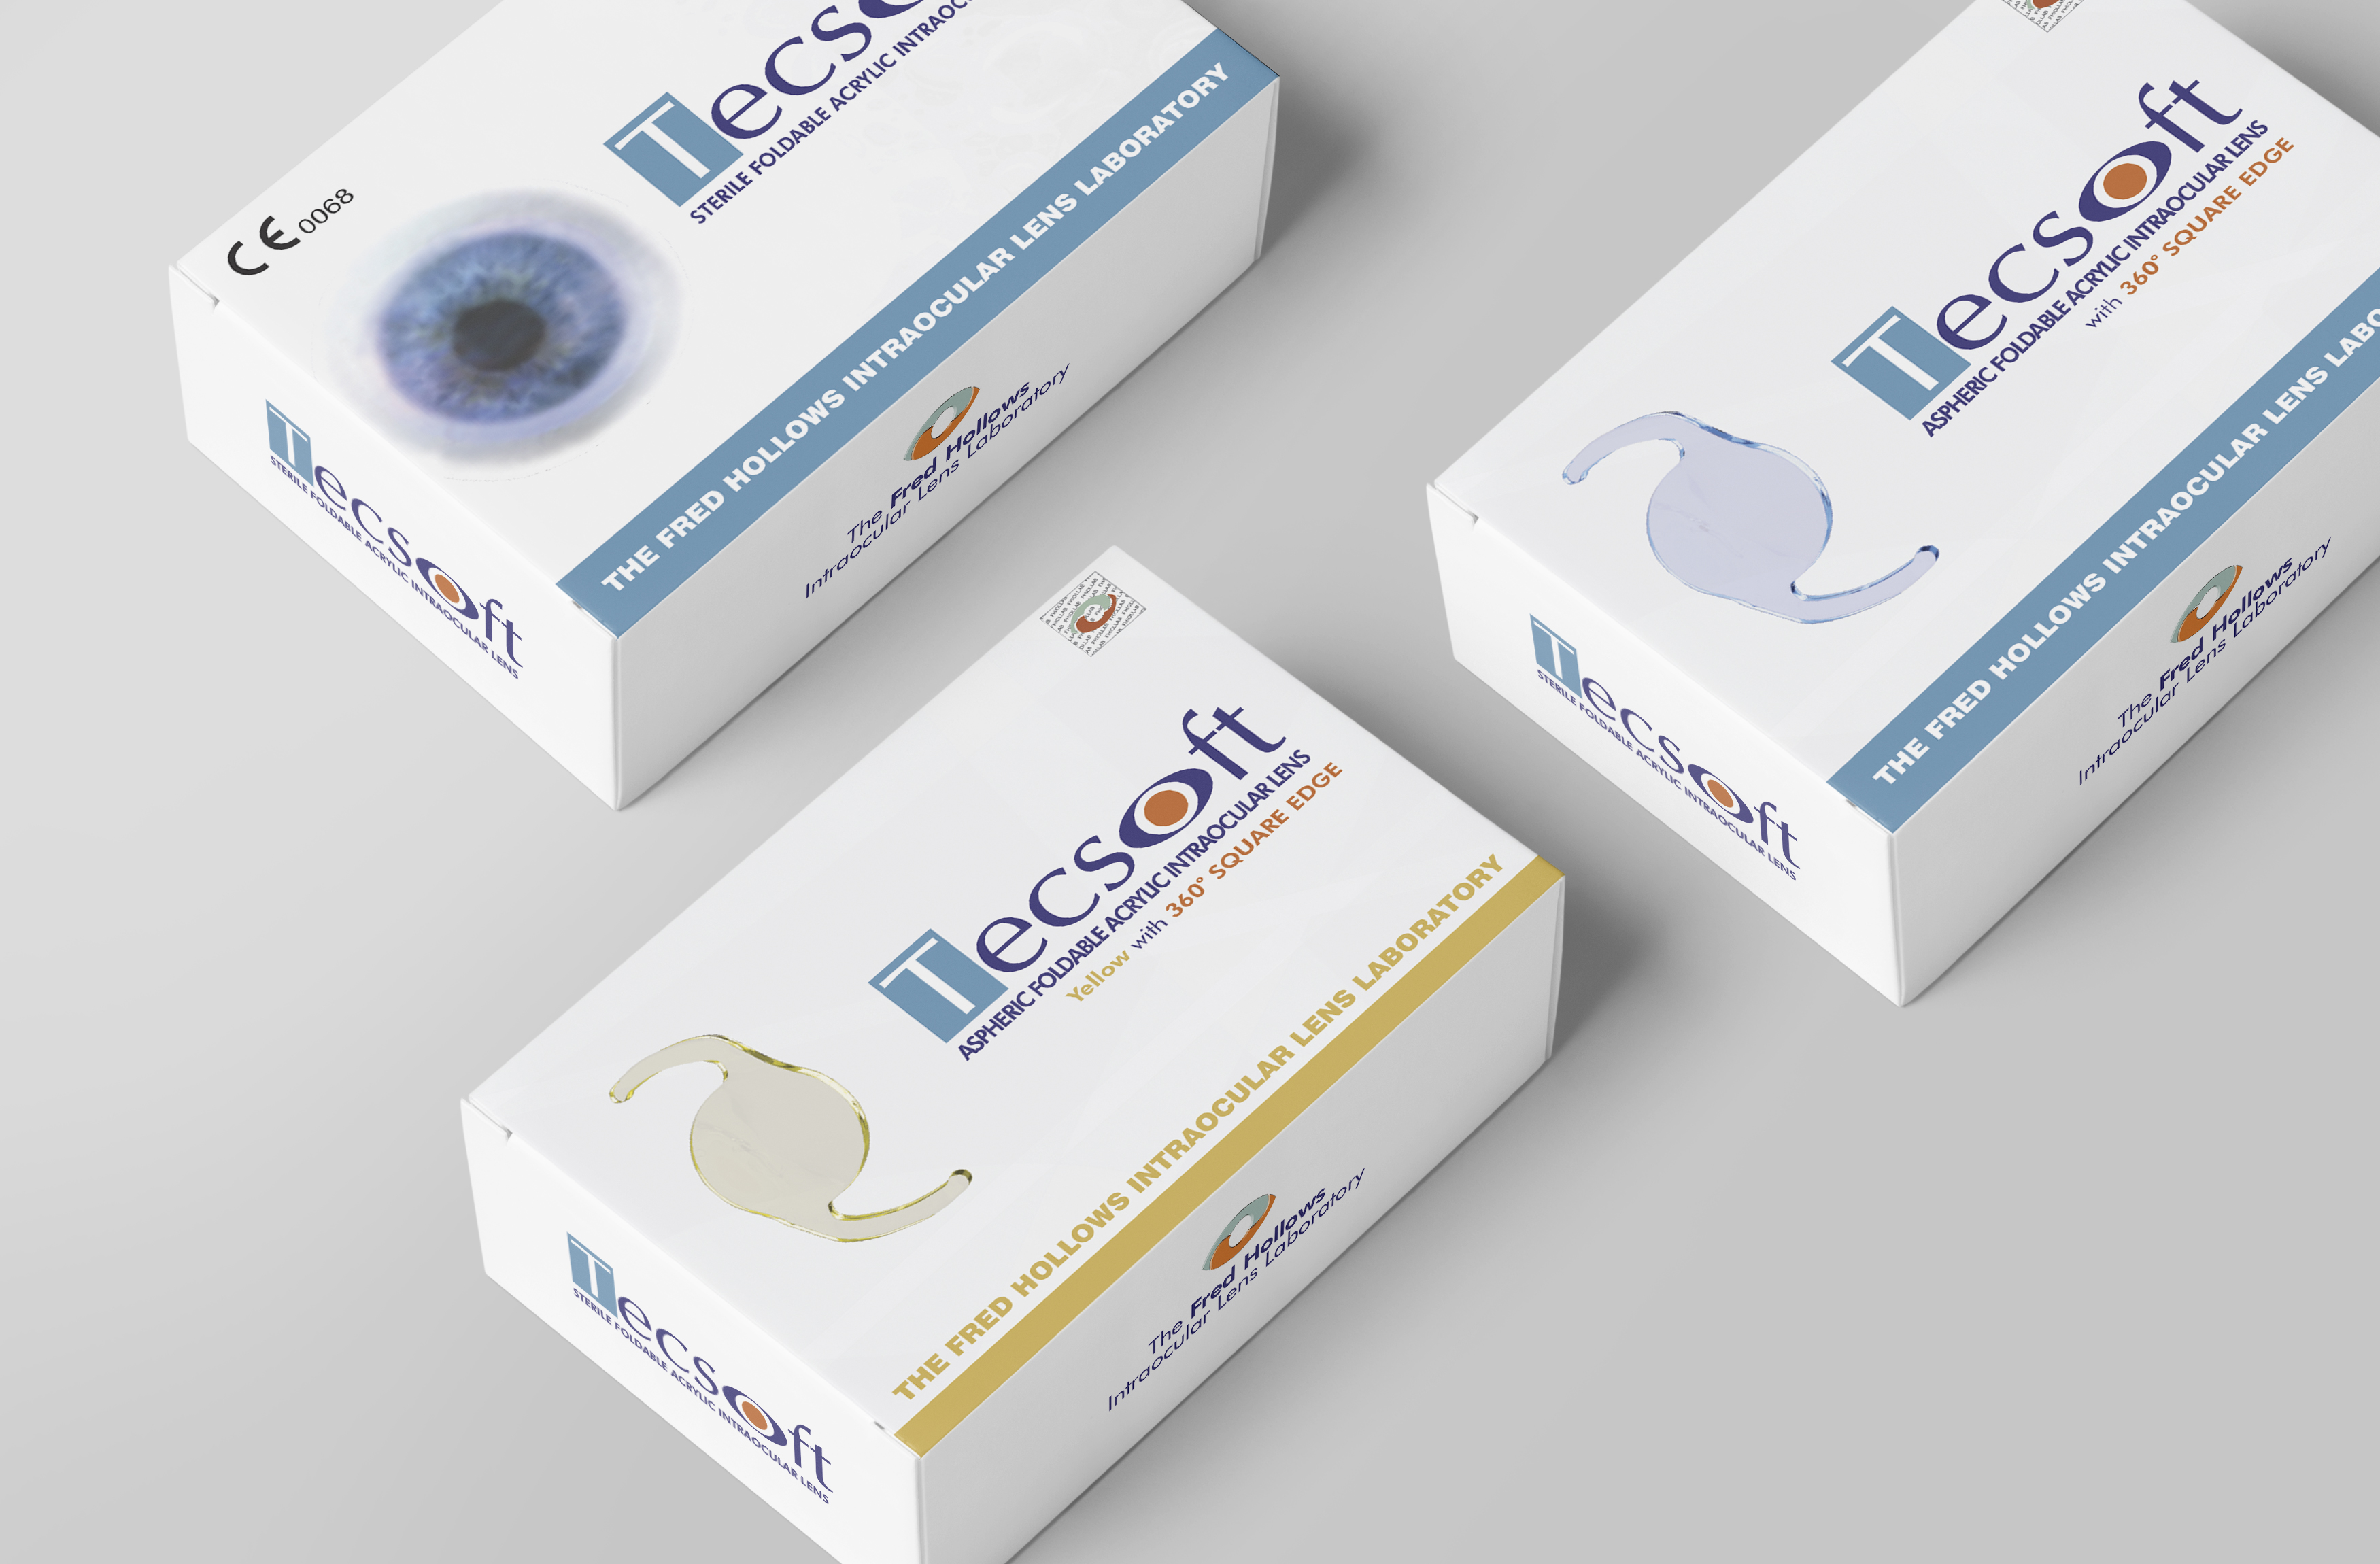 Tecso
STERILE FOLDABLE ACRYLIC INTRAOC
THE FRED HOLLOWS INTRAOCULAR LENS LABORATORY
CE 0068
The Fred Hollows
Intraocular Lens Laboratory
Tecsoft
STERILE FOLDABLE ACRYLIC INTRAOCULAR LENS
Tecsoft
ASPHERIC FOLDABLE ACRYLIC INTRAOCULAR LENS
with 360° SQUARE EDGE
THE FRED HOLLOWS INTRAOCULAR LENS LABO
The Fred Hollows
Intraocular Lens Laboratory
Tecsoft
STERILE FOLDABLE ACRYLIC INTRAOCULAR LENS
Tecsoft
ASPHERIC FOLDABLE ACRYLIC INTRAOCULAR LENS
Yellow with 360° SQUARE EDGE
THE FRED HOLLOWS INTRAOCULAR LENS LABORATORY
The Fred Hollows
Intraocular Lens Laboratory
Tecsoft
STERILE FOLDABLE ACRYLIC INTRAOCULAR LENS